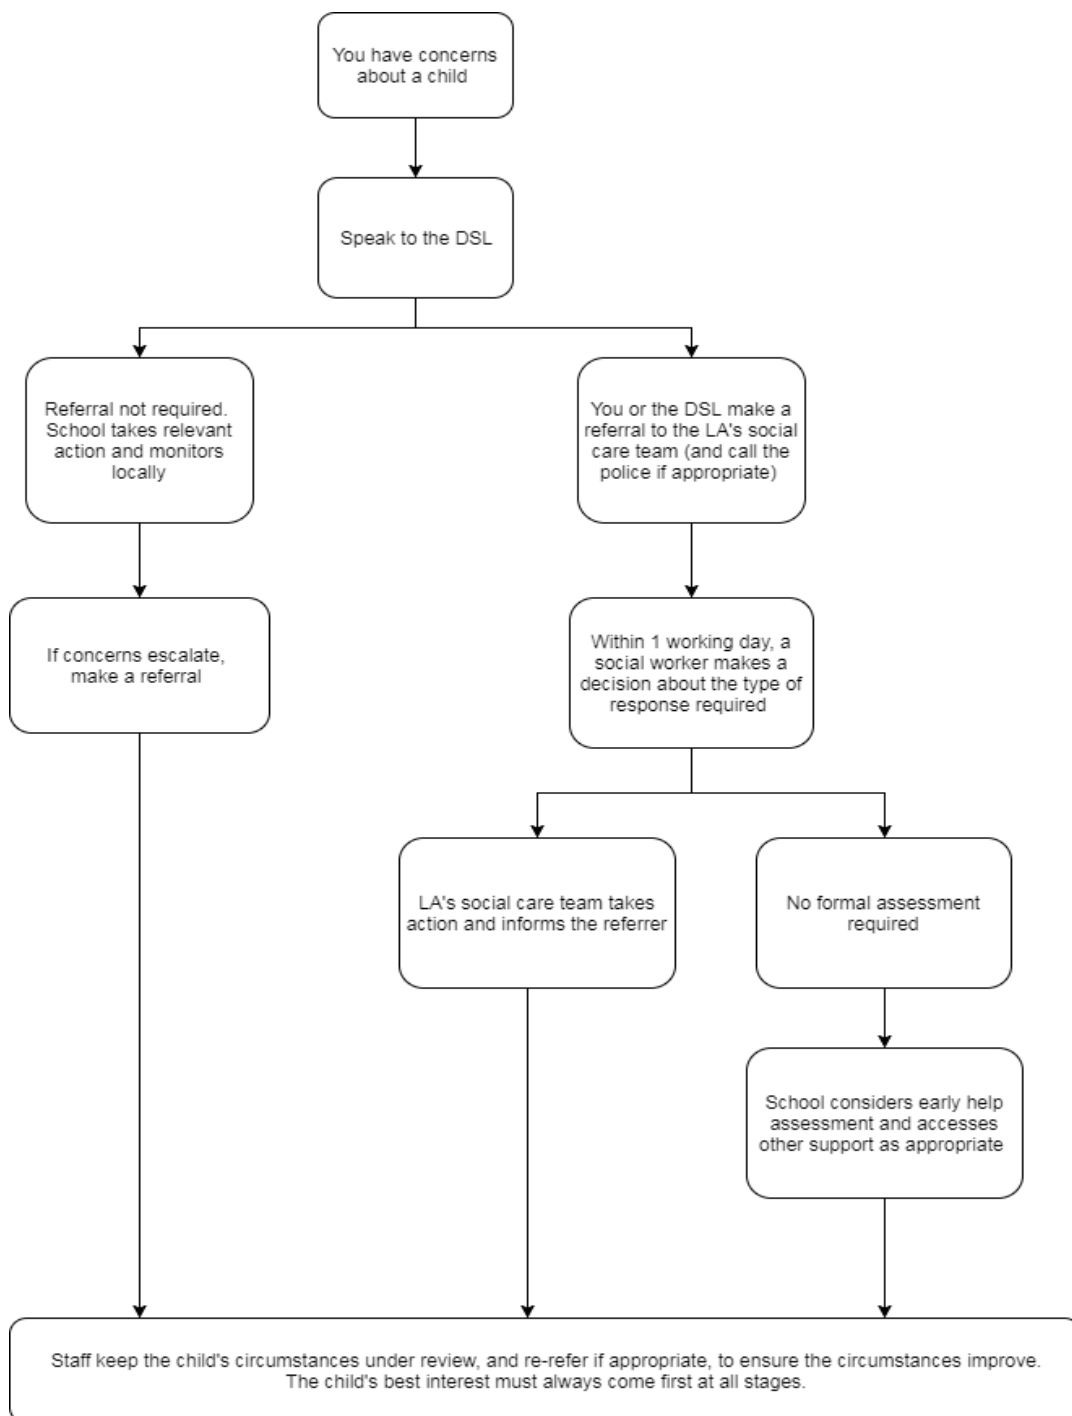 You have concerns
about a child
Speak to the DSL
Referral not required.
School takes relevant
action and monitors
locally
You or the DSL make a
referral to the LA's social
care team (and call the
police if appropriate)
If concerns escalate,
make a referral
Within 1 working day, a
social worker makes a
decision about the type of
response required
LA's social care team takes
action and informs the referrer
No formal assessment
required
School considers early help
assessment and accesses
other support as appropriate
Staff keep the child's circumstances under review, and re-refer if appropriate, to ensure the circumstances improve.
The child's best interest must always come first at all stages.